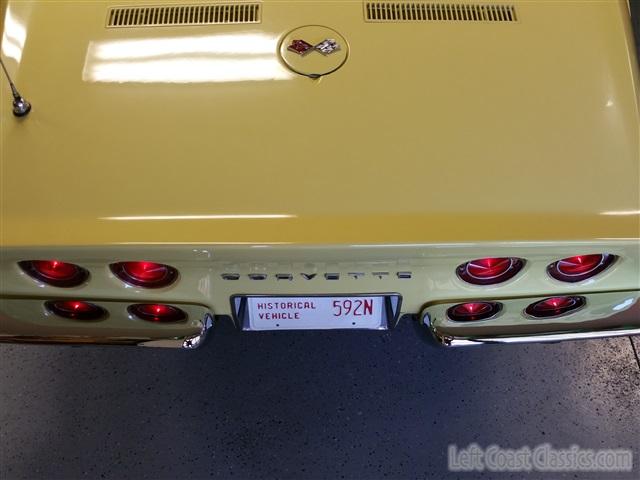 CORVETTE
HISTORICAL 592N
VEHICLE
Left Coast Classics.com